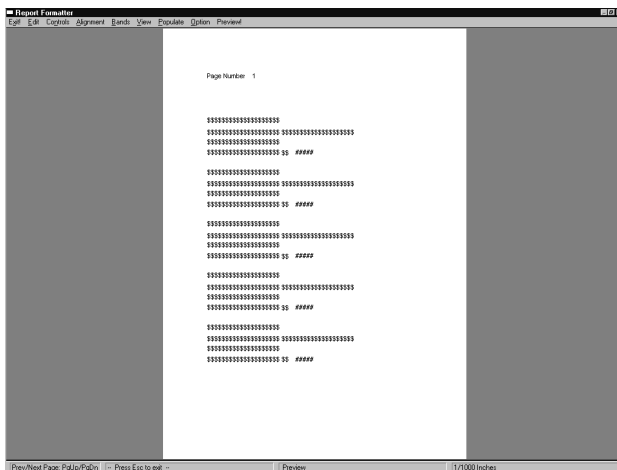 Report Formatter
Exit! Edit Controls Alignment Bands View Populate Option Preview!
Page Number 1
$$$$$$$$$$$$$$$$$$$$
$$$$$$$$$$$$$$$$$$$$ $$$$$$$$$$$$$$$$$$$$
$$$$$$$$$$$$$$$$$$$$
$$$$$$$$$$$$$$$$$$$$ $$ #####
$$$$$$$$$$$$$$$$$$$$
$$$$$$$$$$$$$$$$$$$$ $$$$$$$$$$$$$$$$$$$$
$$$$$$$$$$$$$$$$$$$$
$$$$$$$$$$$$$$$$$$$$ $$ #####
$$$$$$$$$$$$$$$$$$$$
$$$$$$$$$$$$$$$$$$$$ $$$$$$$$$$$$$$$$$$$$
$$$$$$$$$$$$$$$$$$$$
$$$$$$$$$$$$$$$$$$$$ $$ #####
$$$$$$$$$$$$$$$$$$$$
$$$$$$$$$$$$$$$$$$$$ $$$$$$$$$$$$$$$$$$$$
$$$$$$$$$$$$$$$$$$$$
$$$$$$$$$$$$$$$$$$$$ $$ #####
$$$$$$$$$$$$$$$$$$$$
$$$$$$$$$$$$$$$$$$$$ $$$$$$$$$$$$$$$$$$$$
$$$$$$$$$$$$$$$$$$$$
$$$$$$$$$$$$$$$$$$$$ $$ #####
Prev/Next Page: PgUp/PgDn -- Press Esc to exit -- Preview 1/1000 Inches